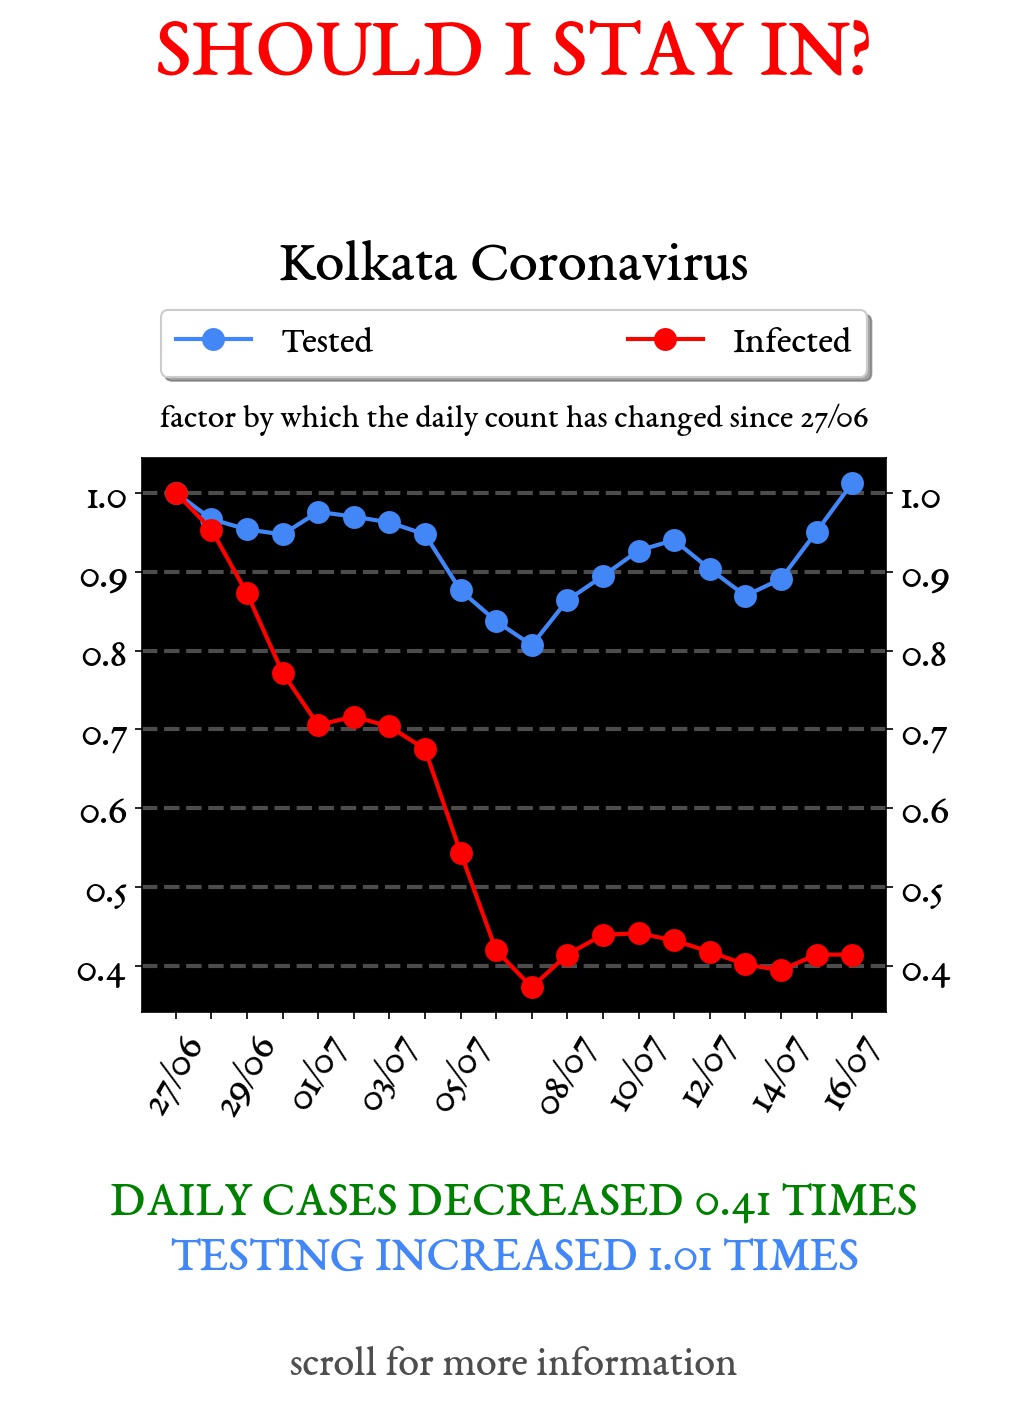 SHOULD I STAY IN?
Kolkata Coronavirus
Tested Infected
factor by which the daily count has changed since 27/06
1.0 1.0
0.9 0.9
0.8 0.8
0.7 0.7
0.6 0.6
0.5 0.5
0.4 0.4
27/06 29/06 01/07 03/07 05/07 08/07 10/07 12/07 14/07 16/07
DAILY CASES DECREASED 0.41 TIMES
TESTING INCREASED 1.01 TIMES
scroll for more information